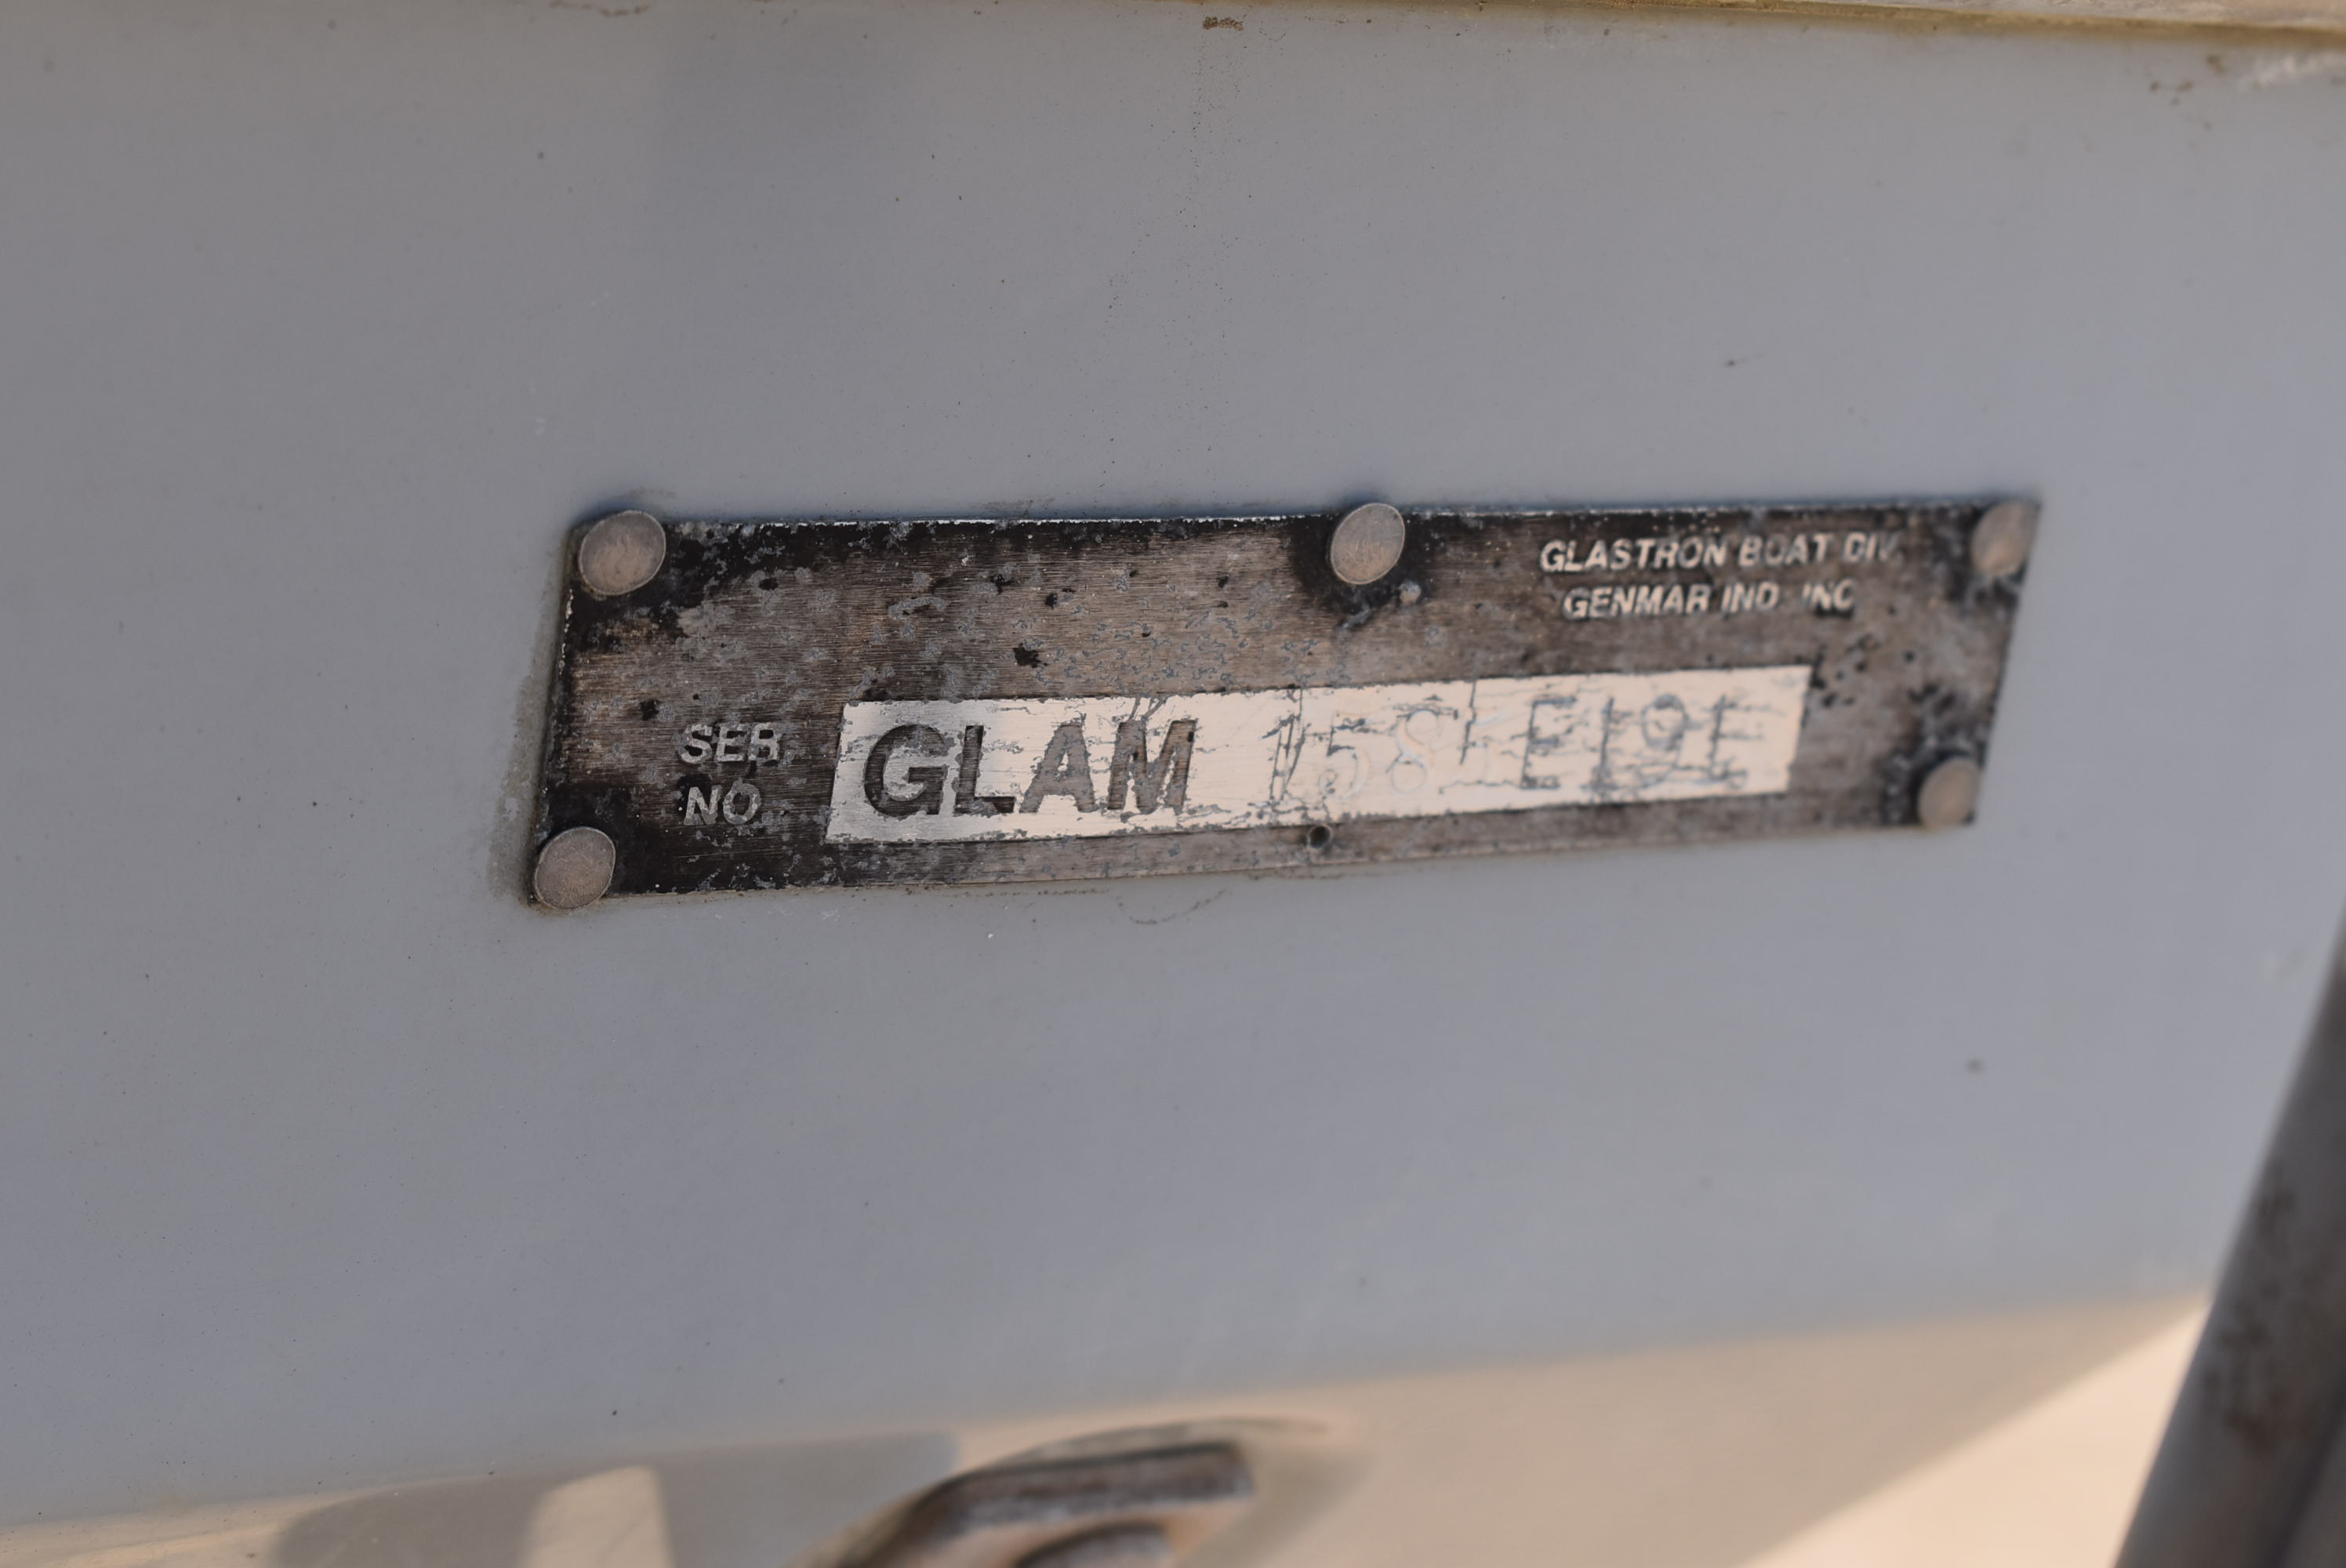 GLASTRON BOAT DIV.
GENMAR IND. INC
SER
NO.
GLAM